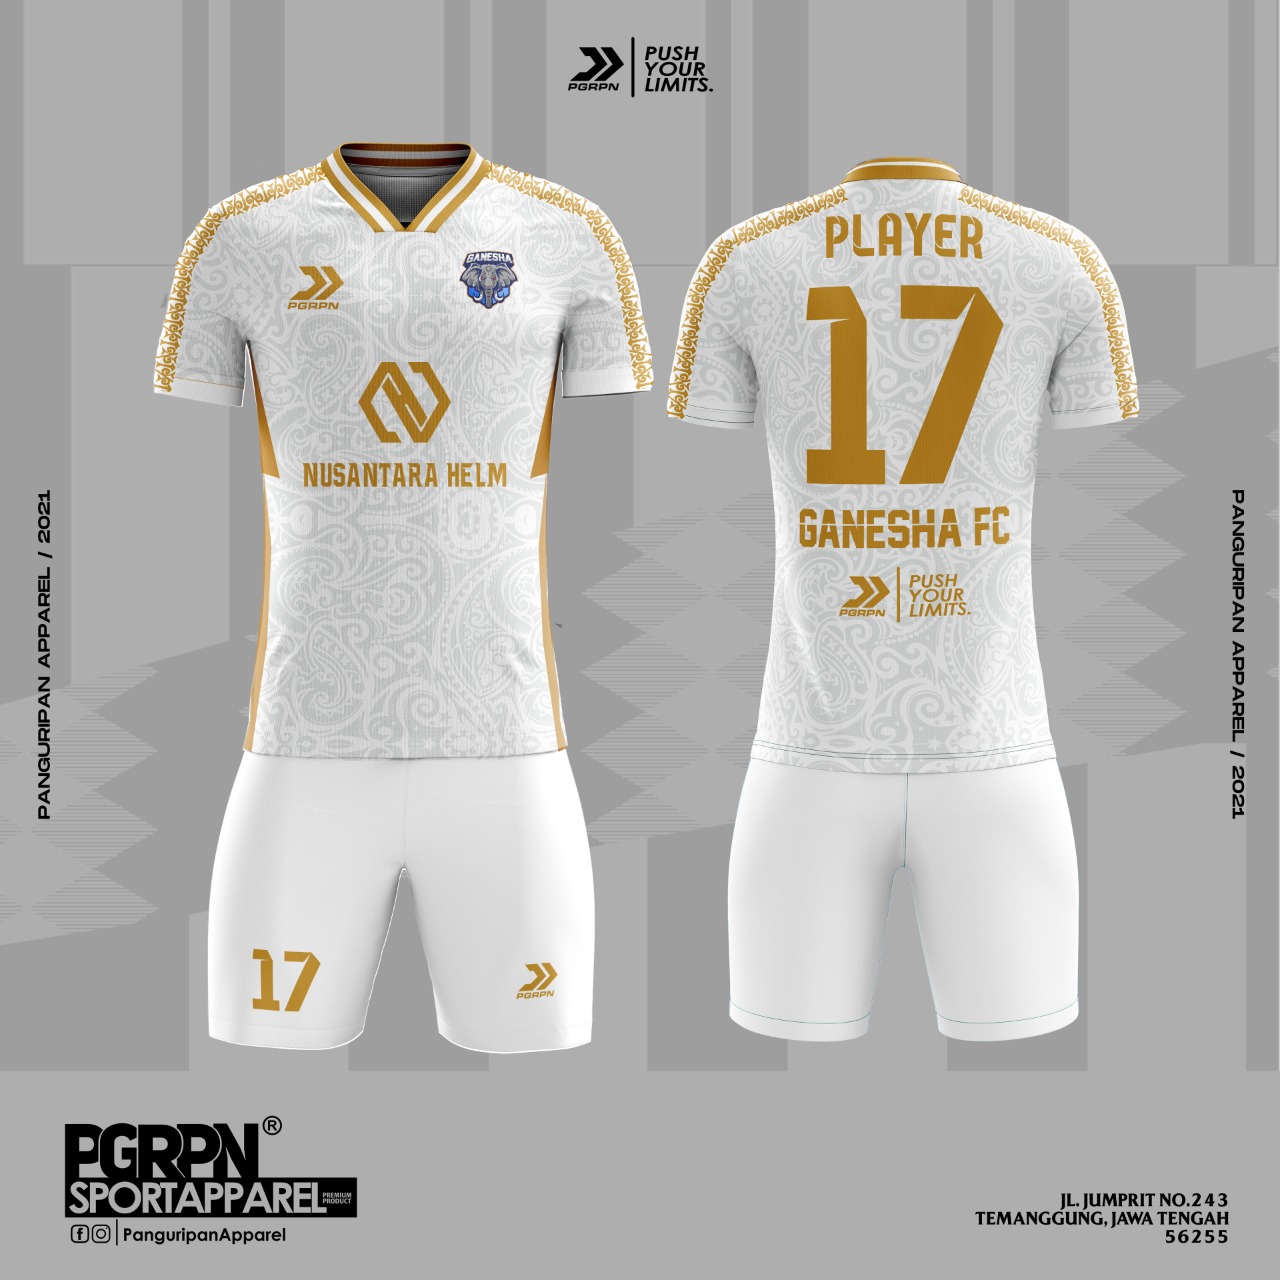 PGRPN
PUSH
YOUR
LIMITS.
GANESHA
PGRPN
NUSANTARA HELM
PLAYER
17
GANESHA FC
PGRPN
PUSH
YOUR
LIMITS.
PANGURIPAN APPAREL / 2021
PANGURIPAN APPAREL / 2021
17
PGRPN
PGRPN®
SPORTAPPAREL
PREMIUM
PRODUCT
PanguripanApparel
JL. JUMPRIT NO.243
TEMANGGUNG, JAWA TENGAH
56255